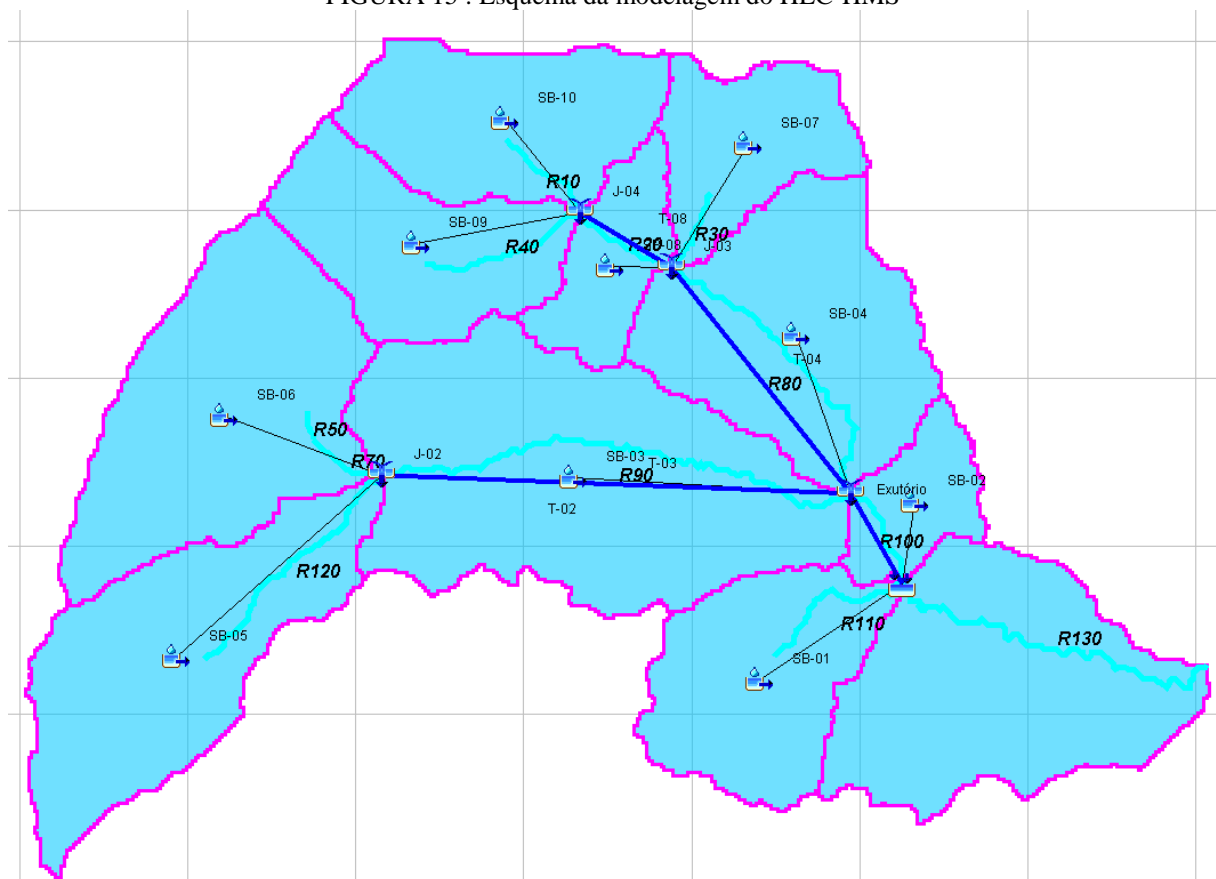 FIGURA 15 : Esquema da modelagem do HEC-HMS
SB-10
SB-07
R10
J-04
SB-09
T-08
R40
R20
R30
J-03
SB-04
T-04
R80
SB-06
R50
R70
J-02
SB-03
T-03
R90
T-02
Exutório
SB-02
R100
R120
SB-05
R110
R130
SB-01